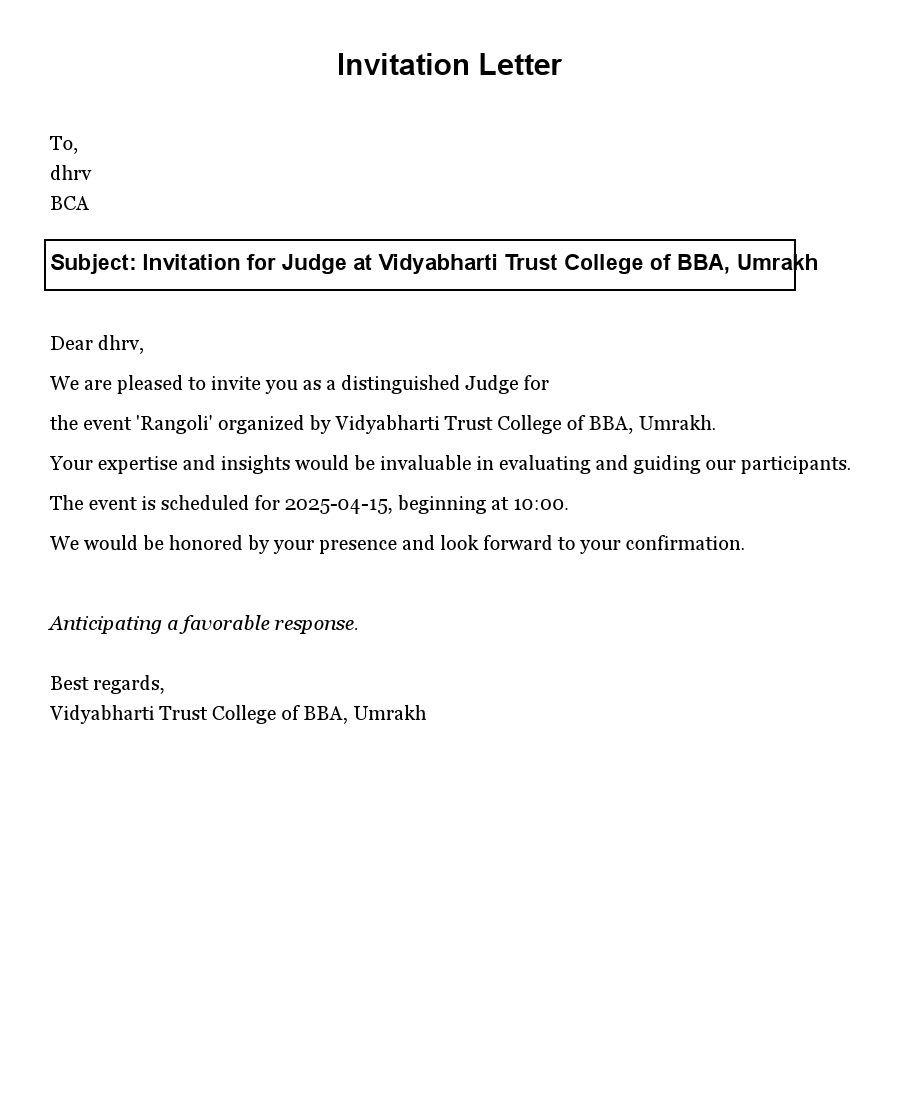 Invitation Letter
To,
dhrv
BCA
Subject: Invitation for Judge at Vidyabharti Trust College of BBA, Umrakh
Dear dhrv,
We are pleased to invite you as a distinguished Judge for
the event 'Rangoli' organized by Vidyabharti Trust College of BBA, Umrakh.
Your expertise and insights would be invaluable in evaluating and guiding our participants.
The event is scheduled for 2025-04-15, beginning at 10:00.
We would be honored by your presence and look forward to your confirmation.
Anticipating a favorable response.
Best regards,
Vidyabharti Trust College of BBA, Umrakh